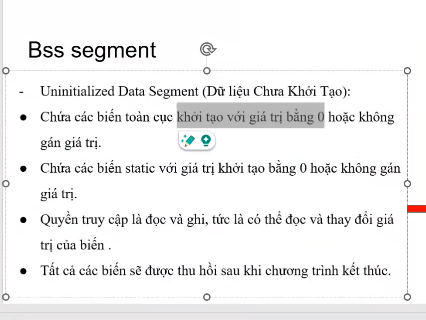 Bss segment
- Uninitialized Data Segment (Dữ liệu Chưa Khởi Tạo):
● Chứa các biến toàn cục khởi tạo với giá trị bằng 0 hoặc không
gán giá trị.
● Chứa các biến static với giá trị khởi tạo bằng 0 hoặc không gán
giá trị.
● Quyền truy cập là đọc và ghi, tức là có thể đọc và thay đổi giá
trị của biến .
● Tất cả các biến sẽ được thu hồi sau khi chương trình kết thúc.